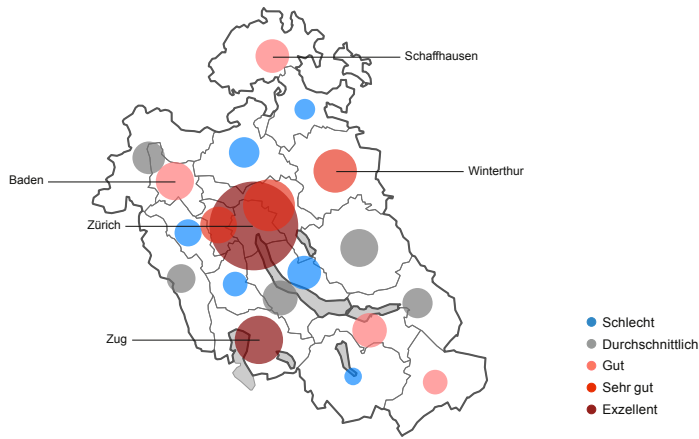 Schaffhausen
Winterthur
Baden
Zürich
Zug
Schlecht
Durchschnittlich
Gut
Sehr gut
Exzellent